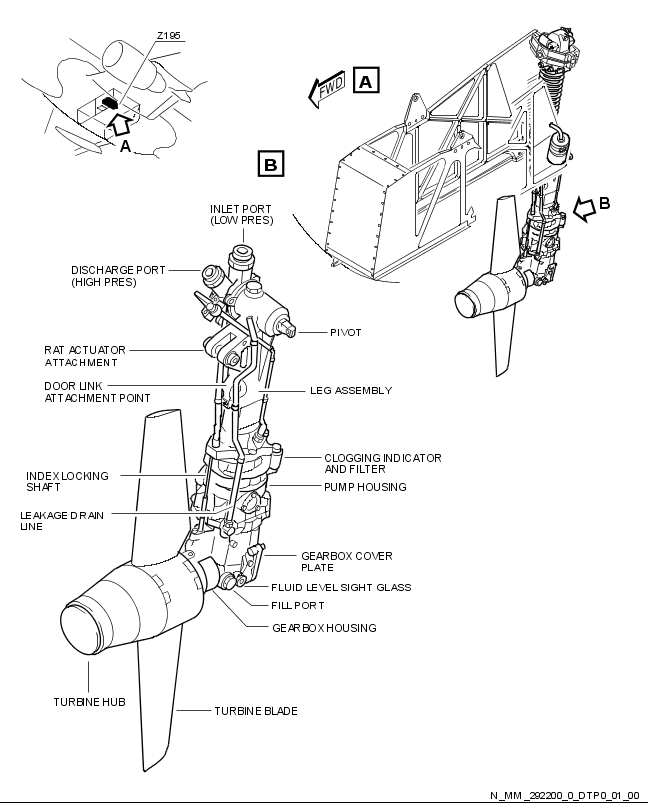 Z195
A
FWD
A
B
B
INLET PORT
(LOW PRES)
DISCHARGE PORT
(HIGH PRES)
PIVOT
RAT ACTUATOR
ATTACHMENT
DOOR LINK
ATTACHMENT POINT
LEG ASSEMBLY
CLOGGING INDICATOR
AND FILTER
INDEX LOCKING
SHAFT
PUMP HOUSING
LEAKAGE DRAIN
LINE
GEARBOX COVER
PLATE
FLUID LEVEL SIGHT GLASS
FILL PORT
GEARBOX HOUSING
TURBINE HUB
TURBINE BLADE
N_MM_292200_0_DTP0_01_00